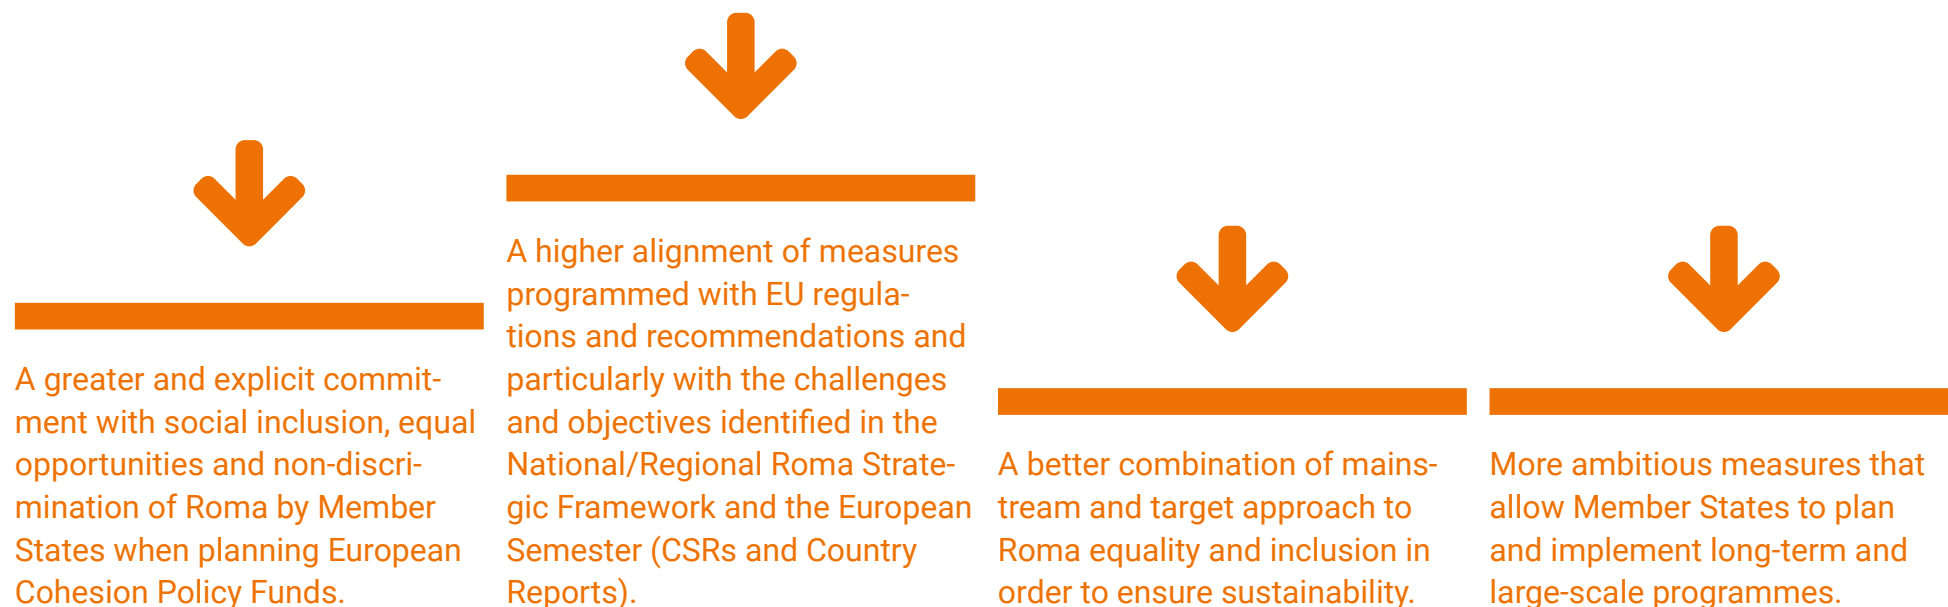 A greater and explicit commit-
ment with social inclusion, equal
opportunities and non-discri-
mination of Roma by Member
States when planning European
Cohesion Policy Funds.
A higher alignment of measures
programmed with EU regula-
tions and recommendations and
particularly with the challenges
and objectives identified in the
National/Regional Roma Strate-
gic Framework and the European
Semester (CSRs and Country
Reports).
A better combination of mains-
tream and target approach to
Roma equality and inclusion in
order to ensure sustainability.
More ambitious measures that
allow Member States to plan
and implement long-term and
large-scale programmes.